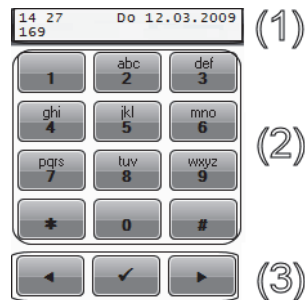 14 27 Do 12.03.2009 (1)
169
1 abc 2 def 3
ghi 4 jkl 5 mno 6 (2)
pqrs 7 tuv 8 wxyz 9
* 0 #
◄ ✓ ► (3)